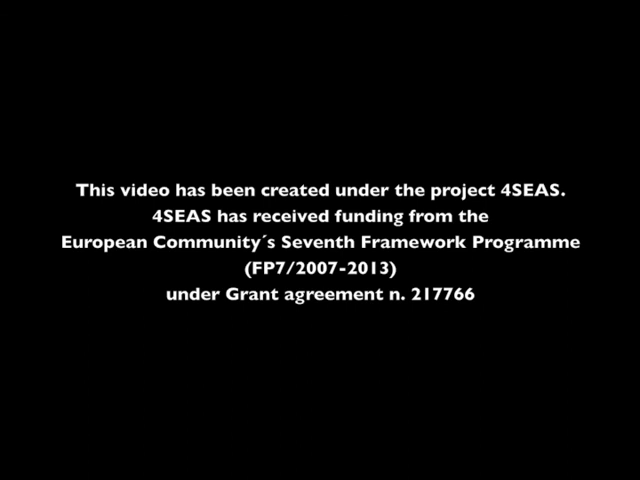 This video has been created under the project 4SEAS.
4SEAS has received funding from the
European Community´s Seventh Framework Programme
(FP7/2007-2013)
under Grant agreement n. 217766